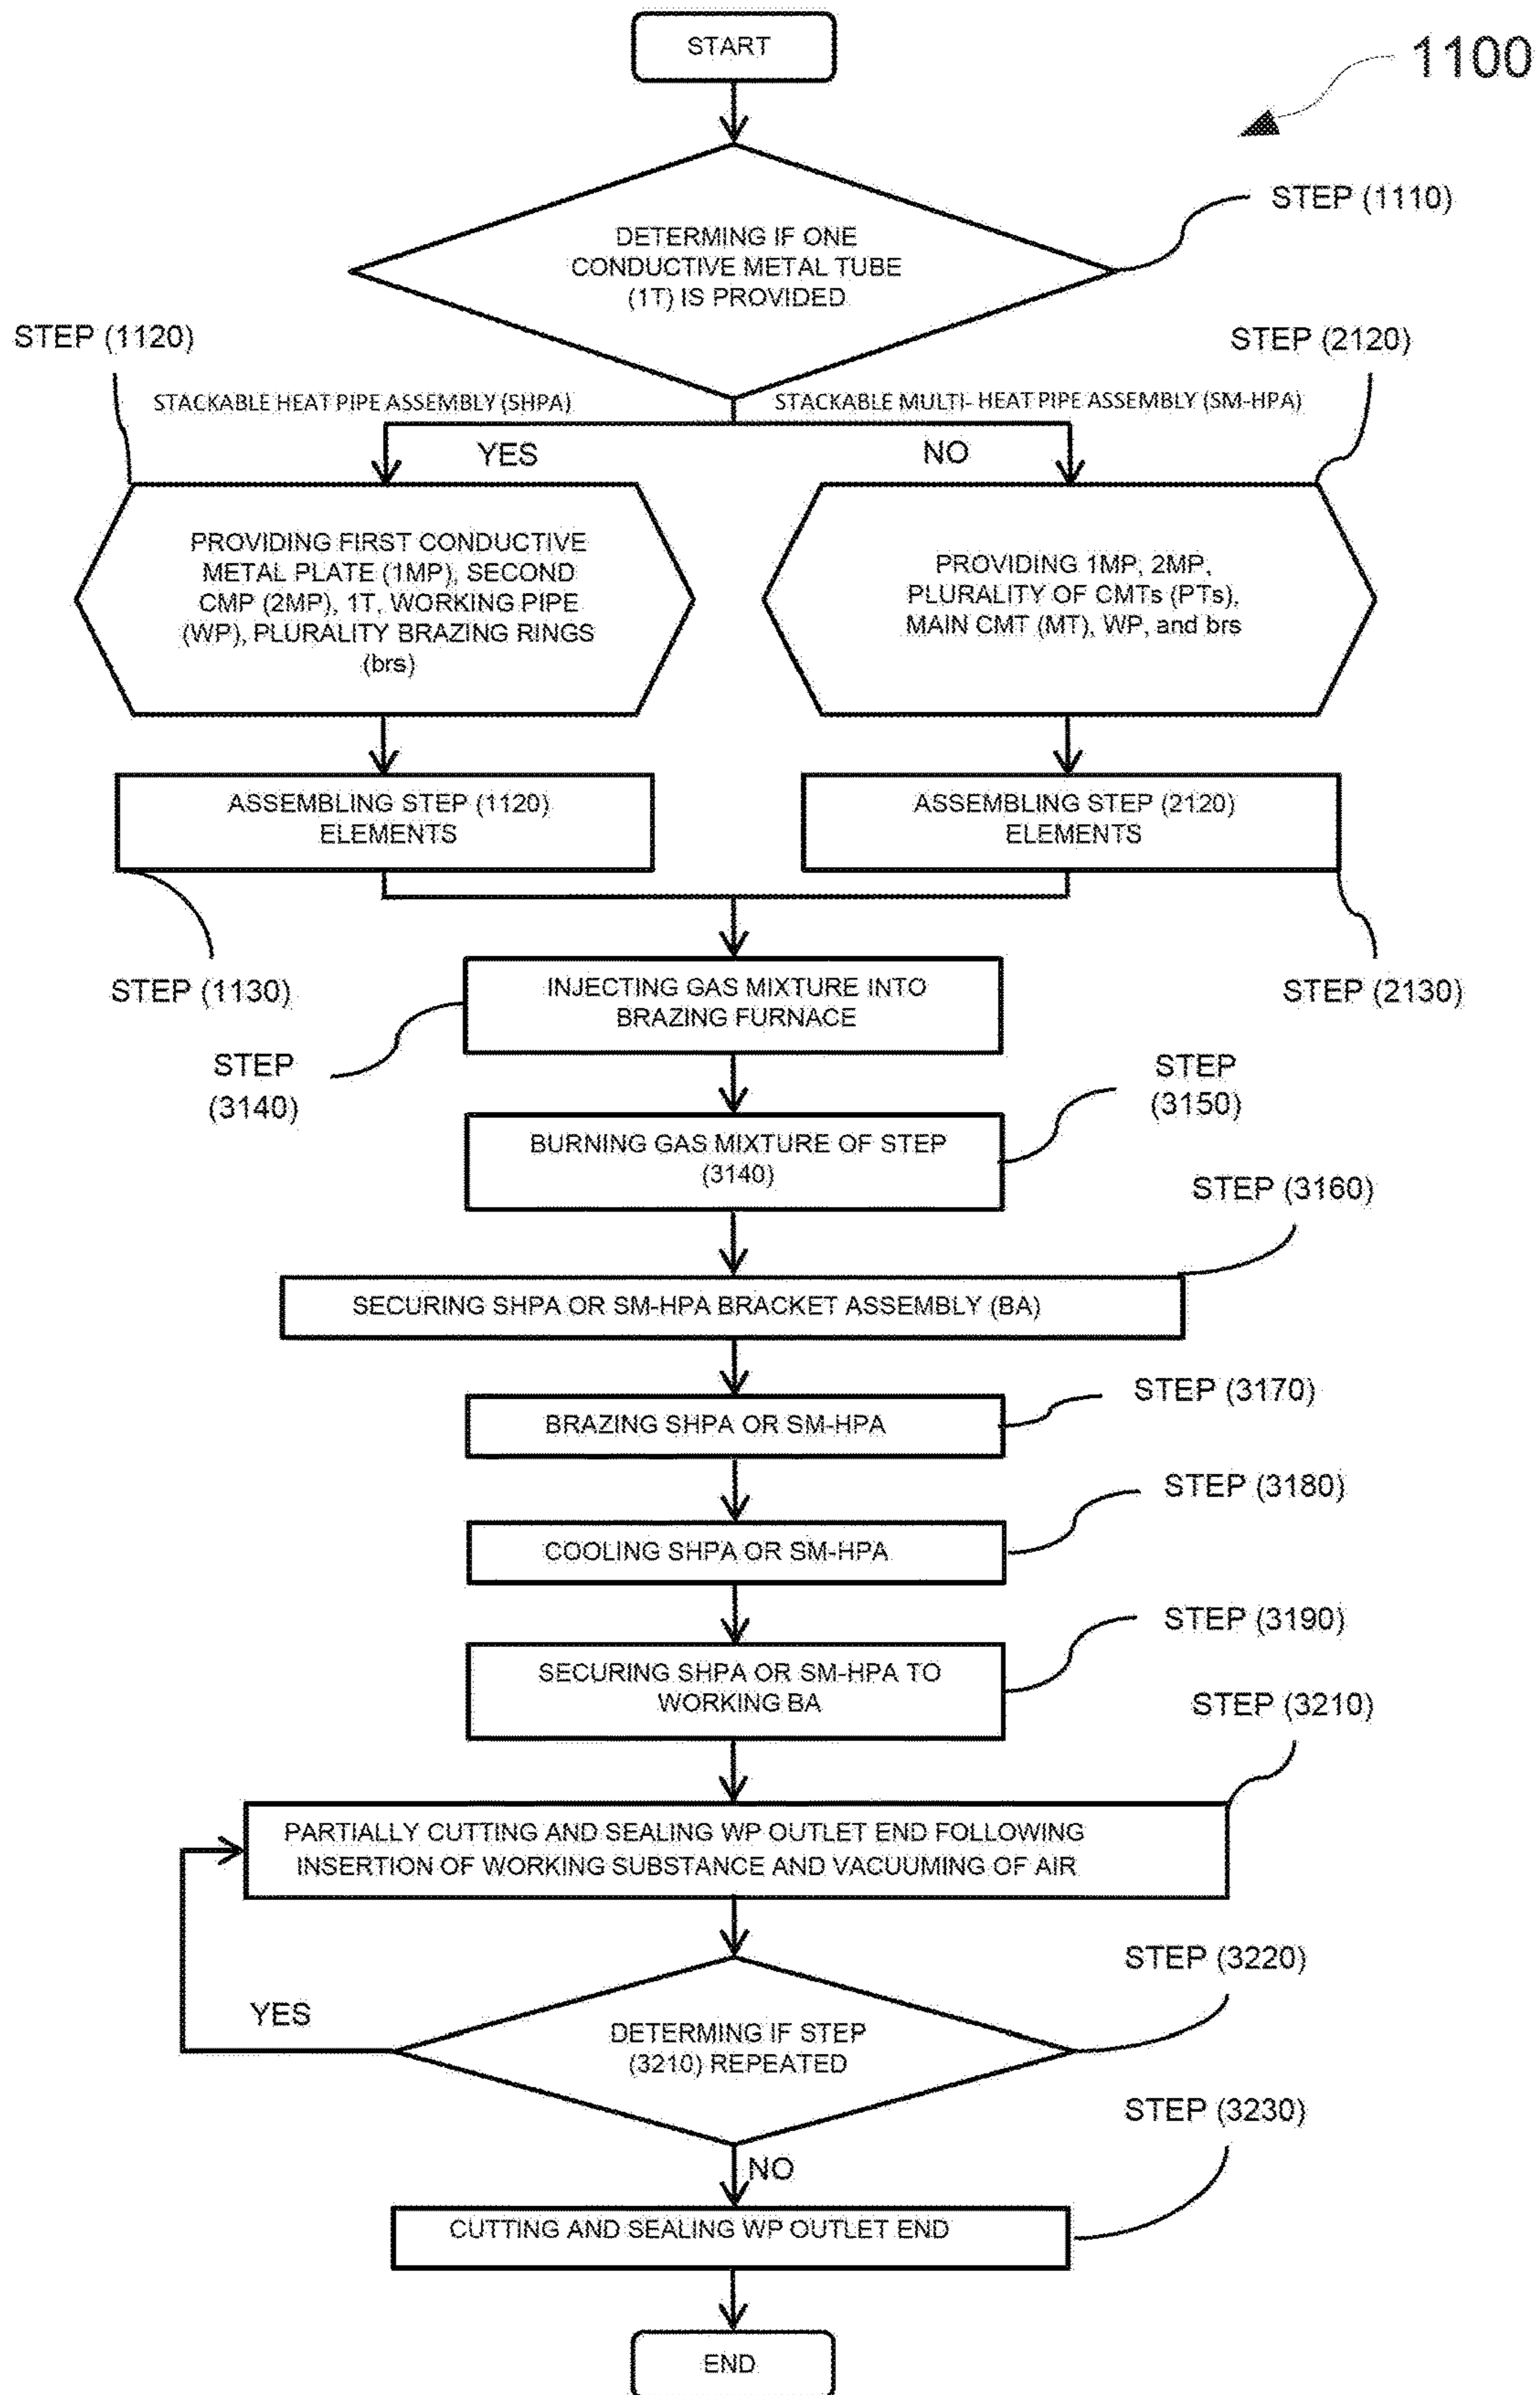 START
1100
STEP (1110)
DETERMING IF ONE
CONDUCTIVE METAL TUBE
(1T) IS PROVIDED
STEP (1120)
STEP (2120)
STACKABLE HEAT PIPE ASSEMBLY (SHPA)
STACKABLE MULTI- HEAT PIPE ASSEMBLY (SM-HPA)
YES
NO
PROVIDING FIRST CONDUCTIVE
METAL PLATE (1MP), SECOND
CMP (2MP), 1T, WORKING PIPE
(WP), PLURALITY BRAZING RINGS
(brs)
PROVIDING 1MP, 2MP,
PLURALITY OF CMTs (PTs),
MAIN CMT (MT), WP, and brs
ASSEMBLING STEP (1120)
ELEMENTS
ASSEMBLING STEP (2120)
ELEMENTS
STEP (1130)
STEP (2130)
INJECTING GAS MIXTURE INTO
BRAZING FURNACE
STEP
(3140)
STEP
(3150)
BURNING GAS MIXTURE OF STEP
(3140)
STEP (3160)
SECURING SHPA OR SM-HPA BRACKET ASSEMBLY (BA)
STEP (3170)
BRAZING SHPA OR SM-HPA
STEP (3180)
COOLING SHPA OR SM-HPA
STEP (3190)
SECURING SHPA OR SM-HPA TO
WORKING BA
STEP (3210)
PARTIALLY CUTTING AND SEALING WP OUTLET END FOLLOWING
INSERTION OF WORKING SUBSTANCE AND VACUUMING OF AIR
STEP (3220)
YES
DETERMING IF STEP
(3210) REPEATED
STEP (3230)
NO
CUTTING AND SEALING WP OUTLET END
END